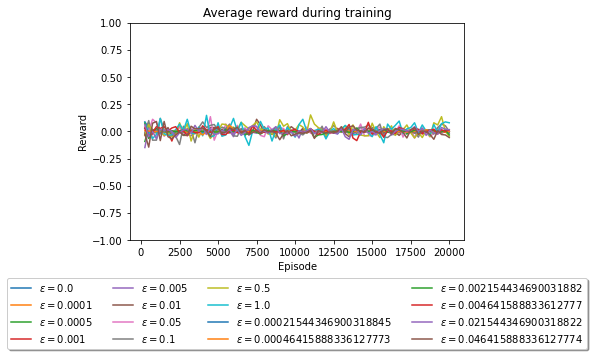 Average reward during training
1.00
0.75
0.50
0.25
0.00
−0.25
−0.50
−0.75
−1.00
Reward
0 2500 5000 7500 10000 12500 15000 17500 20000
Episode
ε = 0.0 ε = 0.005 ε = 0.5 ε = 0.002154434690031882
ε = 0.0001 ε = 0.01 ε = 1.0 ε = 0.004641588833612777
ε = 0.0005 ε = 0.05 ε = 0.00021544346900318845 ε = 0.021544346900318822
ε = 0.001 ε = 0.1 ε = 0.00046415888336127773 ε = 0.046415888336127774